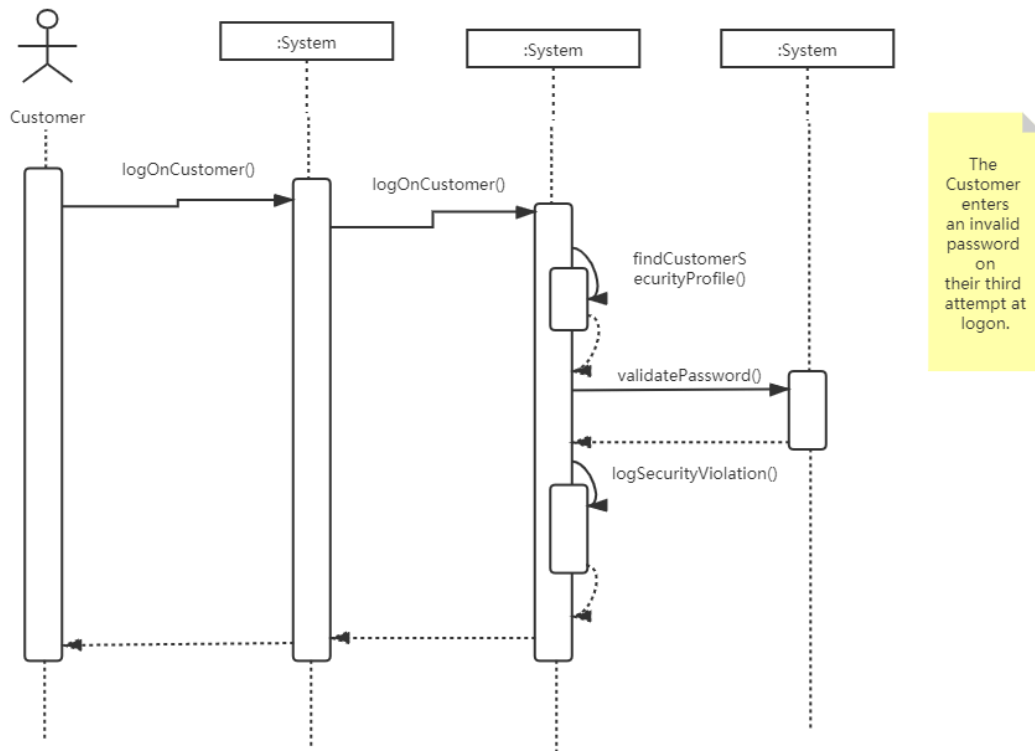 :System
:System
:System
Customer
logOnCustomer()
logOnCustomer()
findCustomerS
ecurityProfile()
validatePassword()
logSecurityViolation()
The
Customer
enters
an invalid
password
on
their third
attempt at
logon.